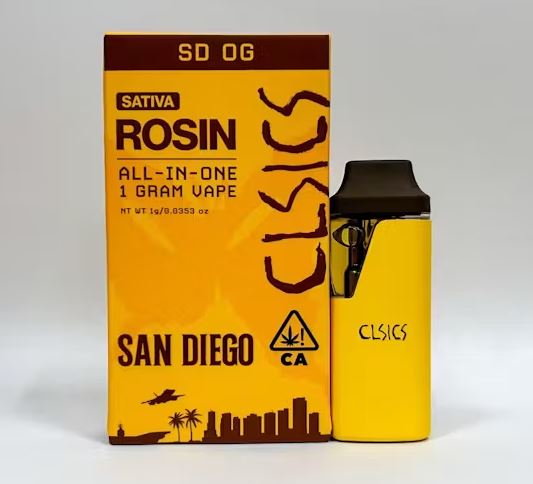 SD OG
SATIVA
ROSIN
ALL-IN-ONE
1 GRAM VAPE
NT WT 1g/0.0353 oz
CLSICS
SAN DIEGO
CA
CLSICS